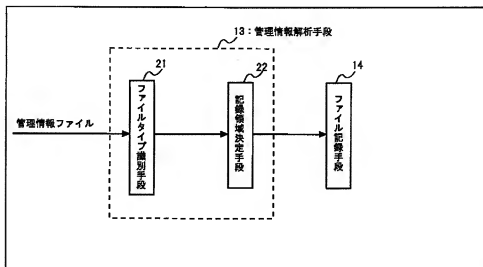 13：管理情報解析手段
21
22
14
管理情報ファイル
ファイルタイプ識別手段
記録領域決定手段
ファイル記録手段